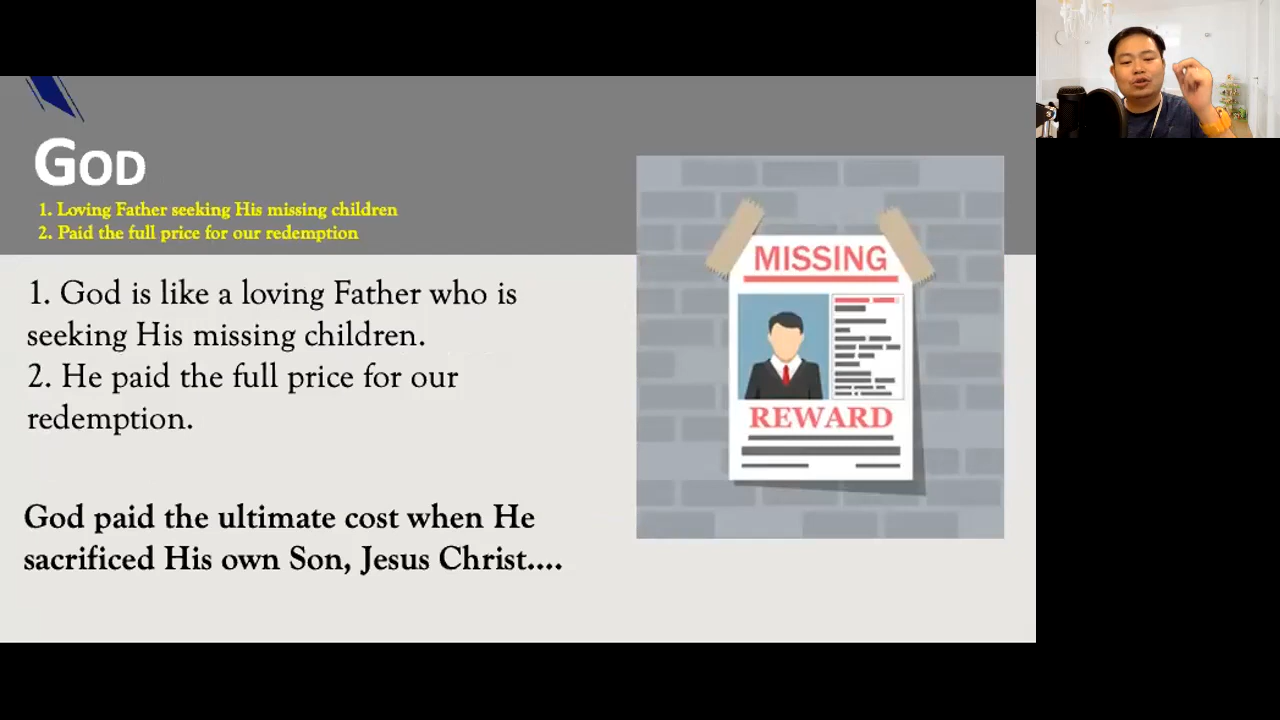 GOD
1. Loving Father seeking His missing children
2. Paid the full price for our redemption
1. God is like a loving Father who is
seeking His missing children.
2. He paid the full price for our
redemption.
God paid the ultimate cost when He
sacrificed His own Son, Jesus Christ....
MISSING
REWARD